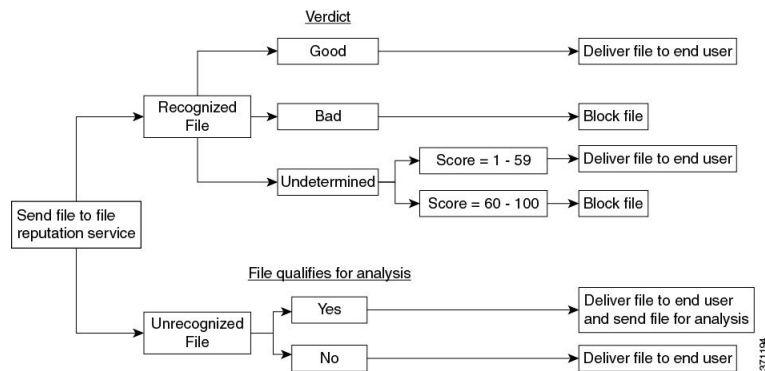 Verdict
Good
Deliver file to end user
Recognized
File
Bad
Block file
Undetermined
Score = 1 - 59
Deliver file to end user
Score = 60 - 100
Block file
Send file to file
reputation service
File qualifies for analysis
Unrecognized
File
Yes
Deliver file to end user
and send file for analysis
No
Deliver file to end user
371194